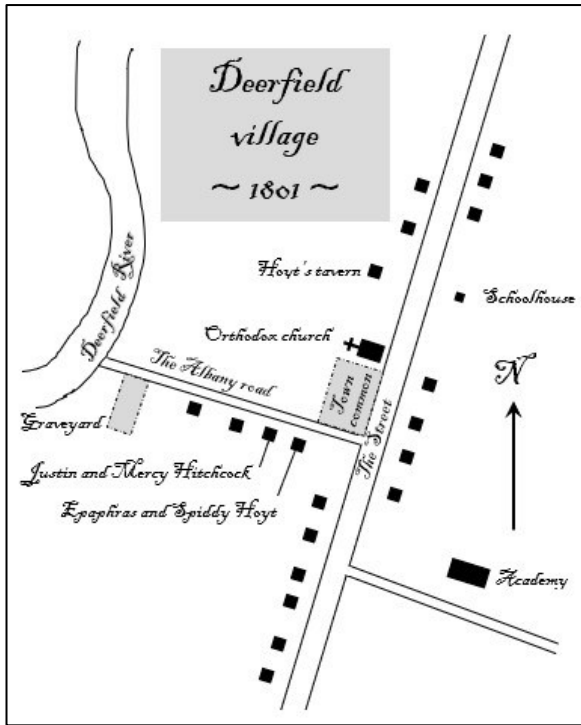 Deerfield
village
~ 1801 ~
Hoyt's tavern
Schoolhouse
Deerfield River
Orthodox church
The Albany road
Town
common
N
Graveyard
The Street
Justin and Mercy Hitchcock
Epaphras and Spiddy Hoyt
Academy